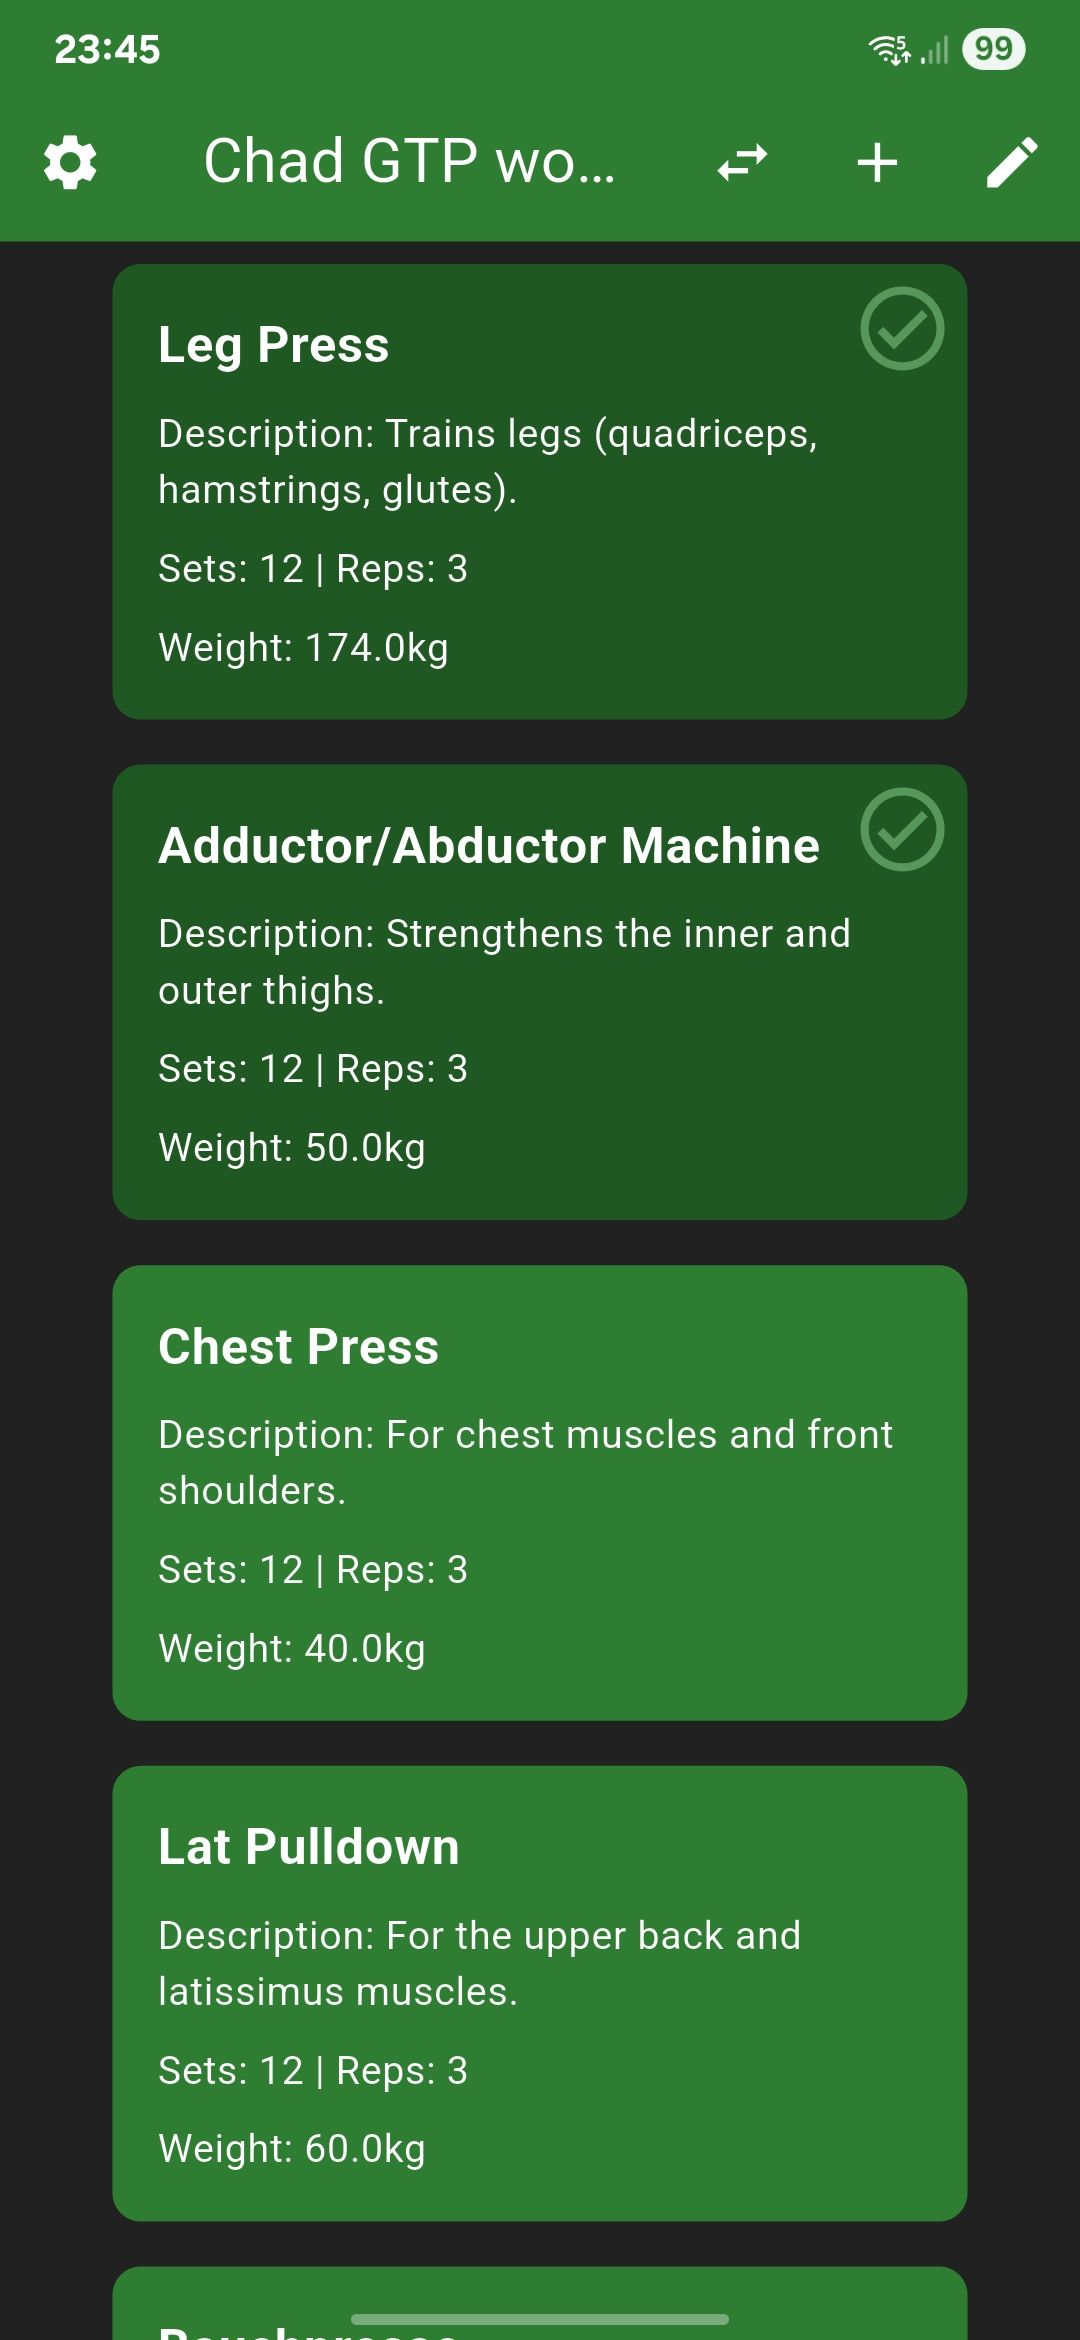 23:45
5
99
Chad GTP wo...
Leg Press
Description: Trains legs (quadriceps,
hamstrings, glutes).
Sets: 12 | Reps: 3
Weight: 174.0kg
Adductor/Abductor Machine
Description: Strengthens the inner and
outer thighs.
Sets: 12 | Reps: 3
Weight: 50.0kg
Chest Press
Description: For chest muscles and front
shoulders.
Sets: 12 | Reps: 3
Weight: 40.0kg
Lat Pulldown
Description: For the upper back and
latissimus muscles.
Sets: 12 | Reps: 3
Weight: 60.0kg